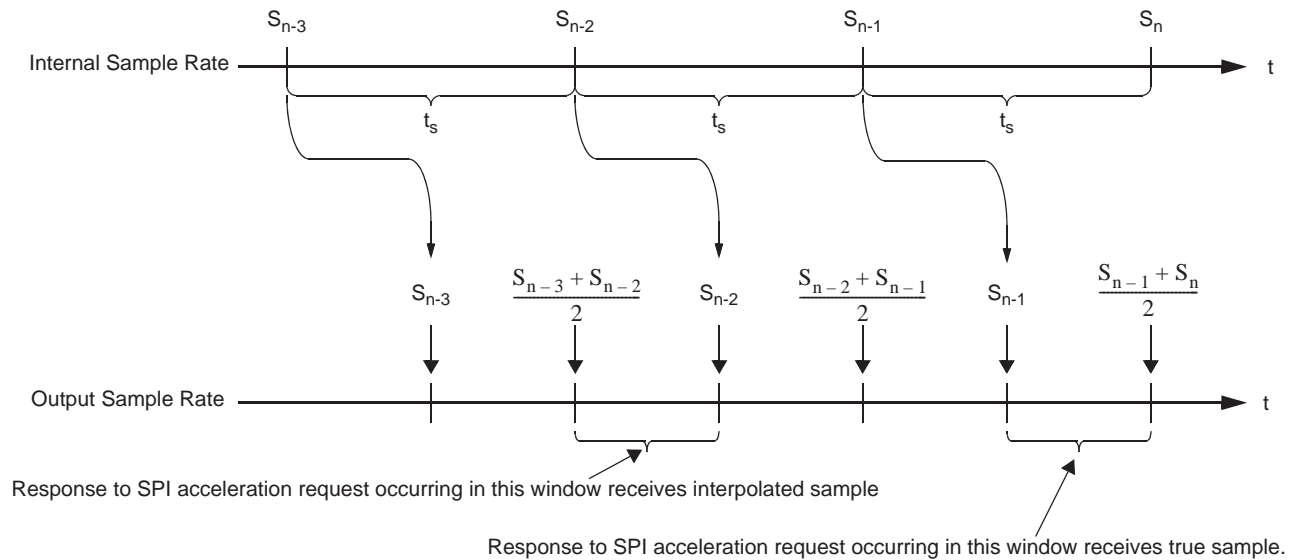 S_{n-3} S_{n-2} S_{n-1} S_n
Internal Sample Rate t
t_s t_s t_s
S_{n-3} \frac{S_{n-3} + S_{n-2}}{2} S_{n-2} \frac{S_{n-2} + S_{n-1}}{2} S_{n-1} \frac{S_{n-1} + S_n}{2}
Output Sample Rate t
Response to SPI acceleration request occurring in this window receives interpolated sample
Response to SPI acceleration request occurring in this window receives true sample.